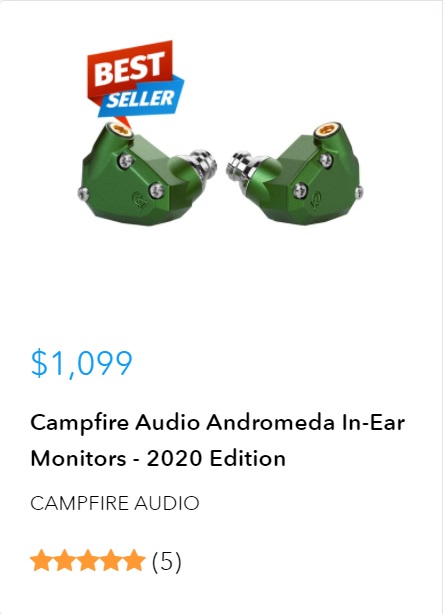 BEST
SELLER
$1,099
Campfire Audio Andromeda In-Ear
Monitors - 2020 Edition
CAMPFIRE AUDIO
(5)